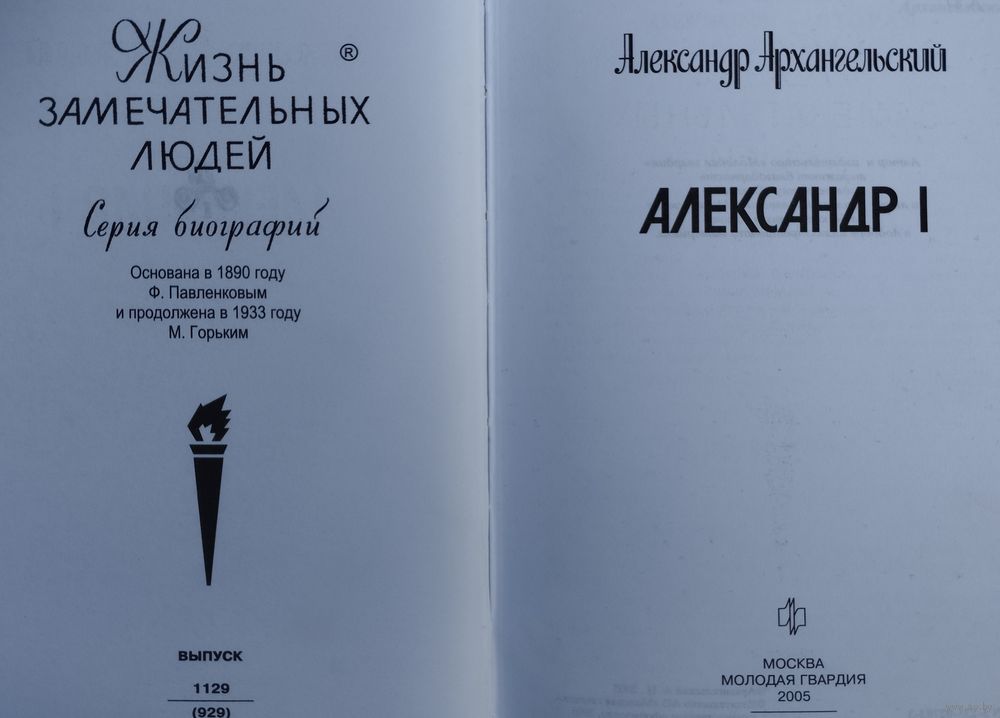 Жизнь ®
ЗАМЕЧАТЕЛЬНЫХ
ЛЮДЕЙ
Серия биографий
Основана в 1890 году
Ф. Павленковым
и продолжена в 1933 году
М. Горьким
ВЫПУСК
1129
(929)
Александр Архангельский
АЛЕКСАНДР I
МОСКВА
МОЛОДАЯ ГВАРДИЯ
2005